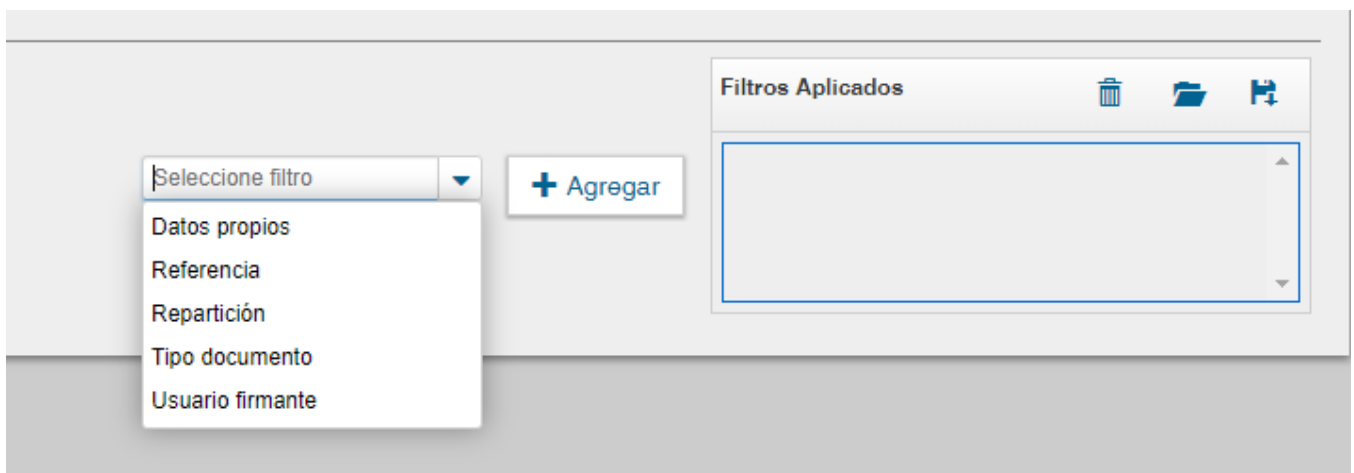 Filtros Aplicados
Seleccione filtro
Agregar
Datos propios
Referencia
Repartición
Tipo documento
Usuario firmante